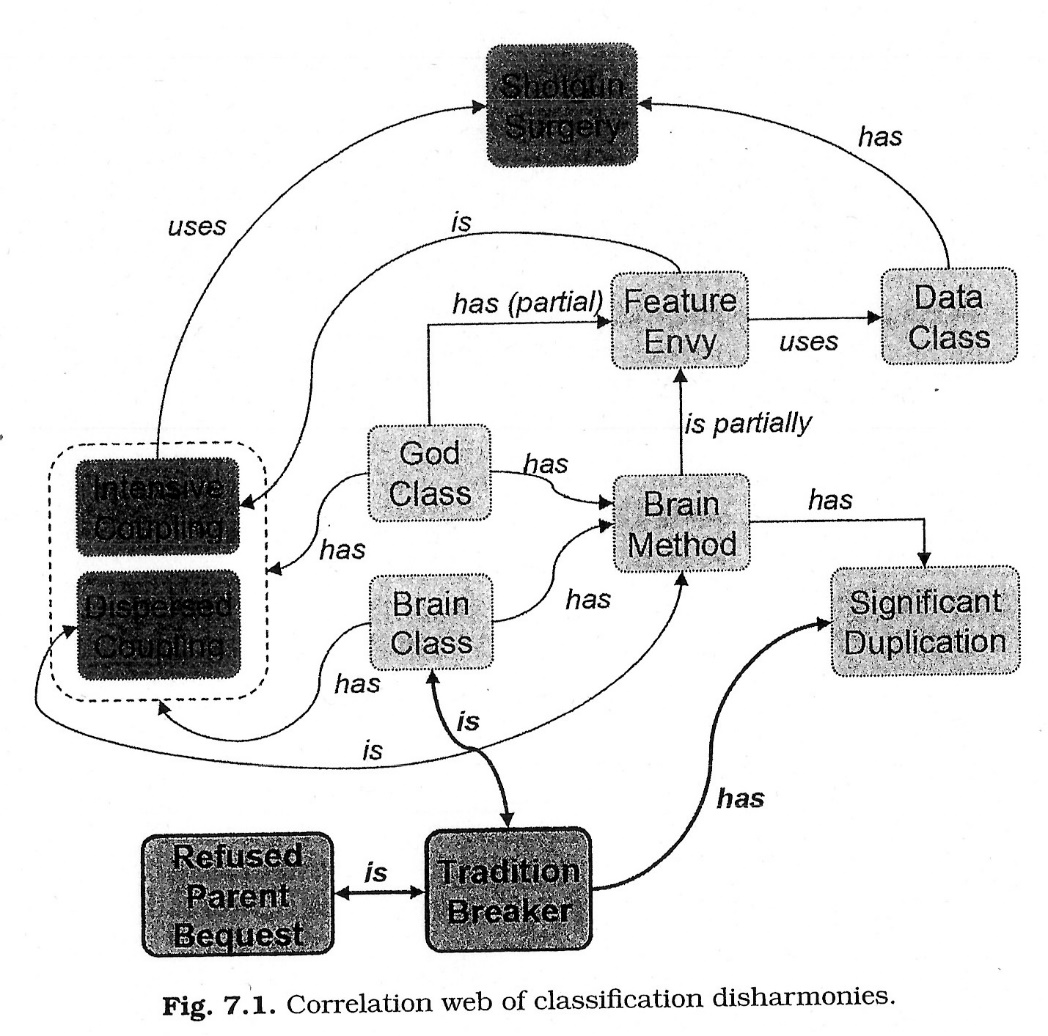 Shotgun
Surgery
has
uses
is
has (partial)
Feature
Envy
uses
Data
Class
is partially
God
Class
has
has
Intensive
Coupling
Brain
Method
has
Dispersed
Coupling
Brain
Class
has
has
Significant
Duplication
is
is
has
Refused
Parent
Bequest
is
Tradition
Breaker
Fig. 7.1. Correlation web of classification disharmonies.